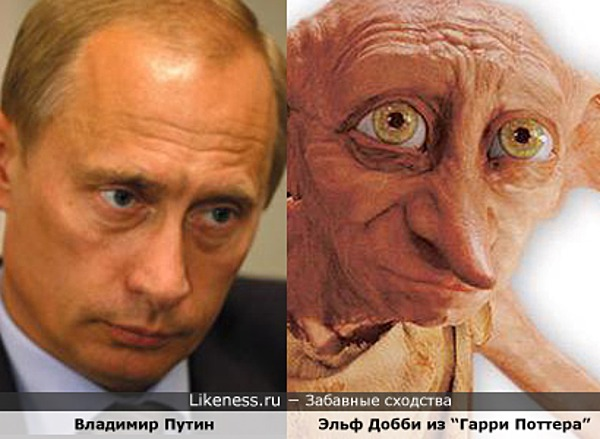 Likeness.ru – Забавные сходства
Владимир Путин
Эльф Добби из “Гарри Поттера”